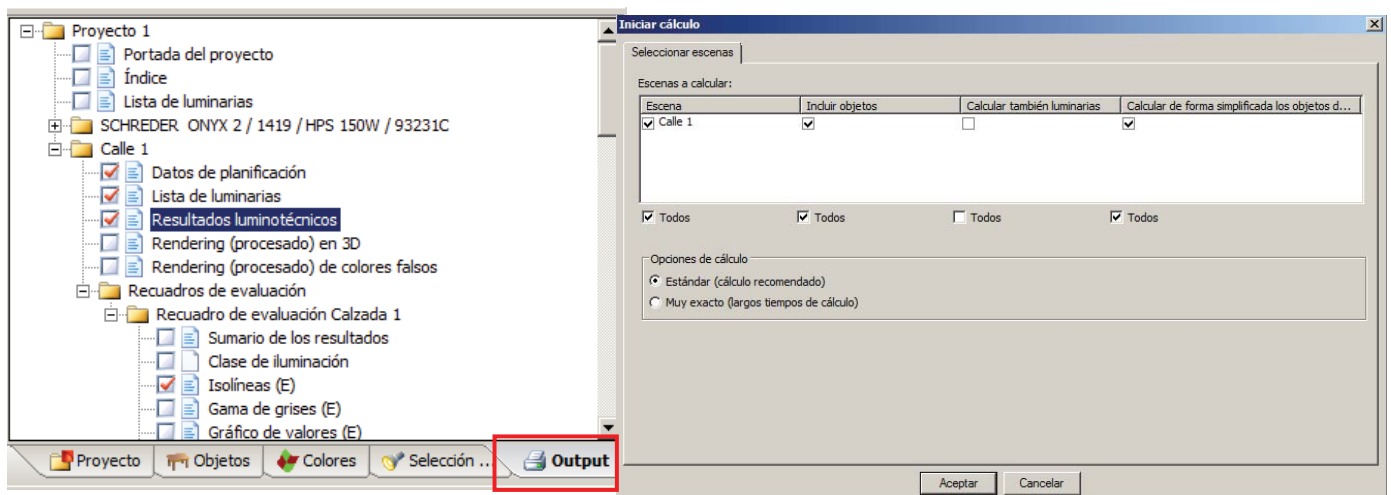 Proyecto 1
Portada del proyecto
Índice
Lista de luminarias
SCHREDER ONYX 2 / 1419 / HPS 150W / 93231C
Calle 1
Datos de planificación
Lista de luminarias
Resultados luminotécnicos
Rendering (procesado) en 3D
Rendering (procesado) de colores falsos
Recuadros de evaluación
Recuadro de evaluación Calzada 1
Sumario de los resultados
Clase de iluminación
Isolíneas (E)
Gama de grises (E)
Gráfico de valores (E)
Proyecto Objetos Colores Selección ... Output
Iniciar cálculo
Seleccionar escenas
Escenas a calcular:
Escena Incluir objetos Calcular también luminarias Calcular de forma simplificada los objetos d...
Calle 1
Todos Todos Todos Todos
Opciones de cálculo
Estándar (cálculo recomendado)
Muy exacto (largos tiempos de cálculo)
Aceptar Cancelar